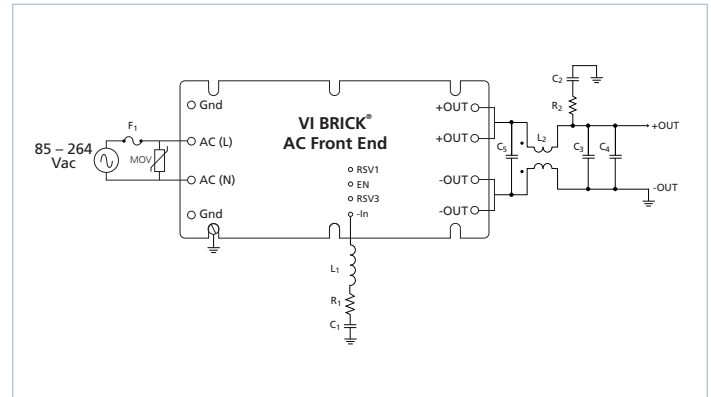 C2
R2
Gnd
VI BRICK®
AC Front End
+OUT
F1
85 – 264
Vac
MOV
AC (L)
+OUT
C5
L2
C3
C4
+OUT
AC (N)
RSV1
EN
RSV3
-In
-OUT
-OUT
Gnd
-OUT
L1
R1
C1